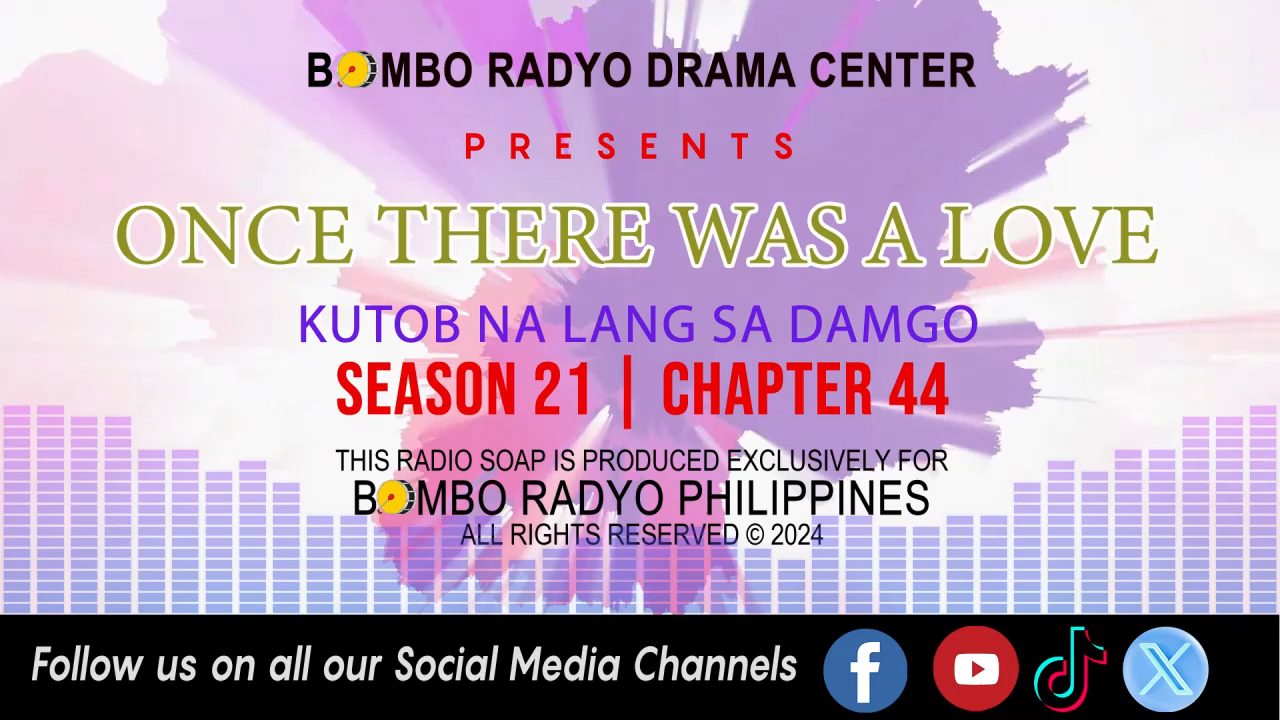 BOMBO RADYO DRAMA CENTER
PRESENTS
ONCE THERE WAS A LOVE
KUTOB NA LANG SA DAMGO
SEASON 21 | CHAPTER 44
THIS RADIO SOAP IS PRODUCED EXCLUSIVELY FOR
BOMBO RADYO PHILIPPINES
ALL RIGHTS RESERVED © 2024
Follow us on all our Social Media Channels